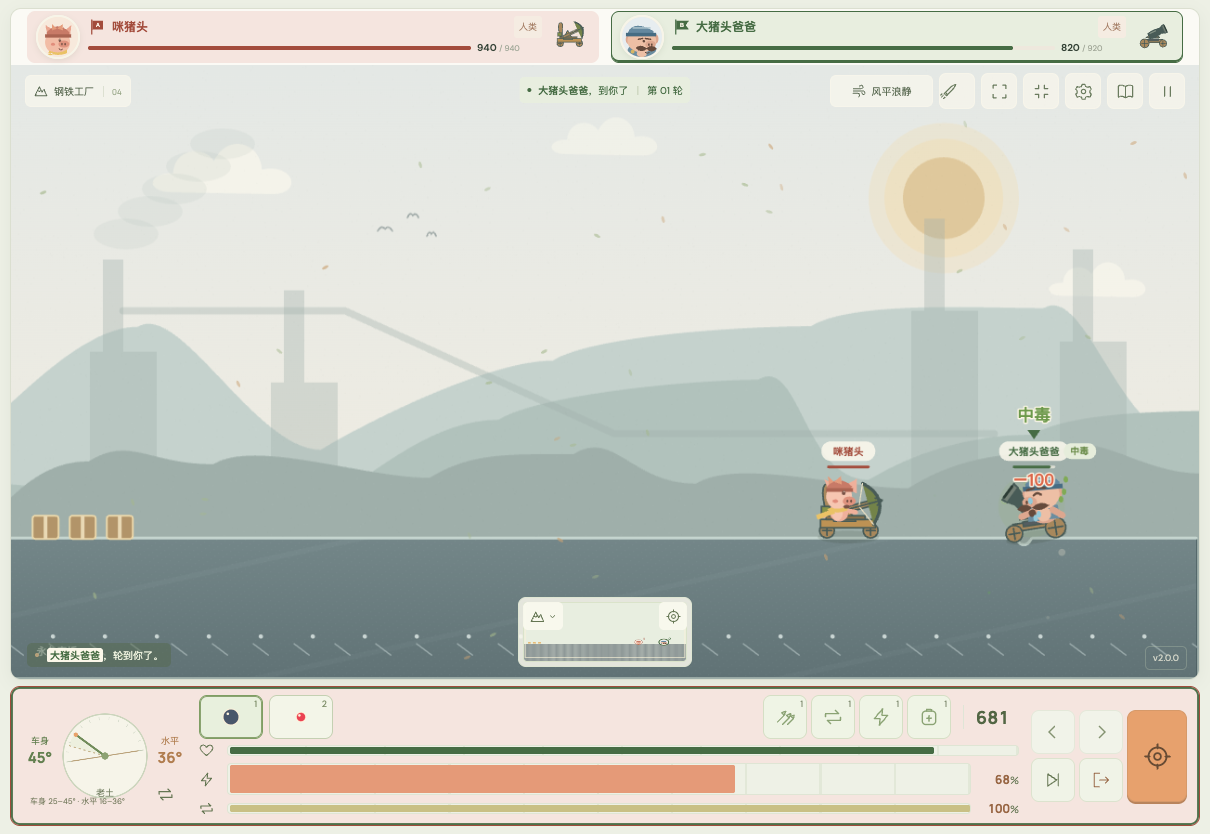 咪猪头
人类
940 / 940
大猪头爸爸
人类
820 / 920
钢铁工厂 04
大猪头爸爸，到你了 第 01 轮
风平浪静
中毒
咪猪头
大猪头爸爸 中毒
-100
大猪头爸爸，轮到你了。
v2.0.0
1
2
1
1
1
1
681
车身
45°
水平
36°
老土
车身 25-45° · 水平 16-36°
68%
100%